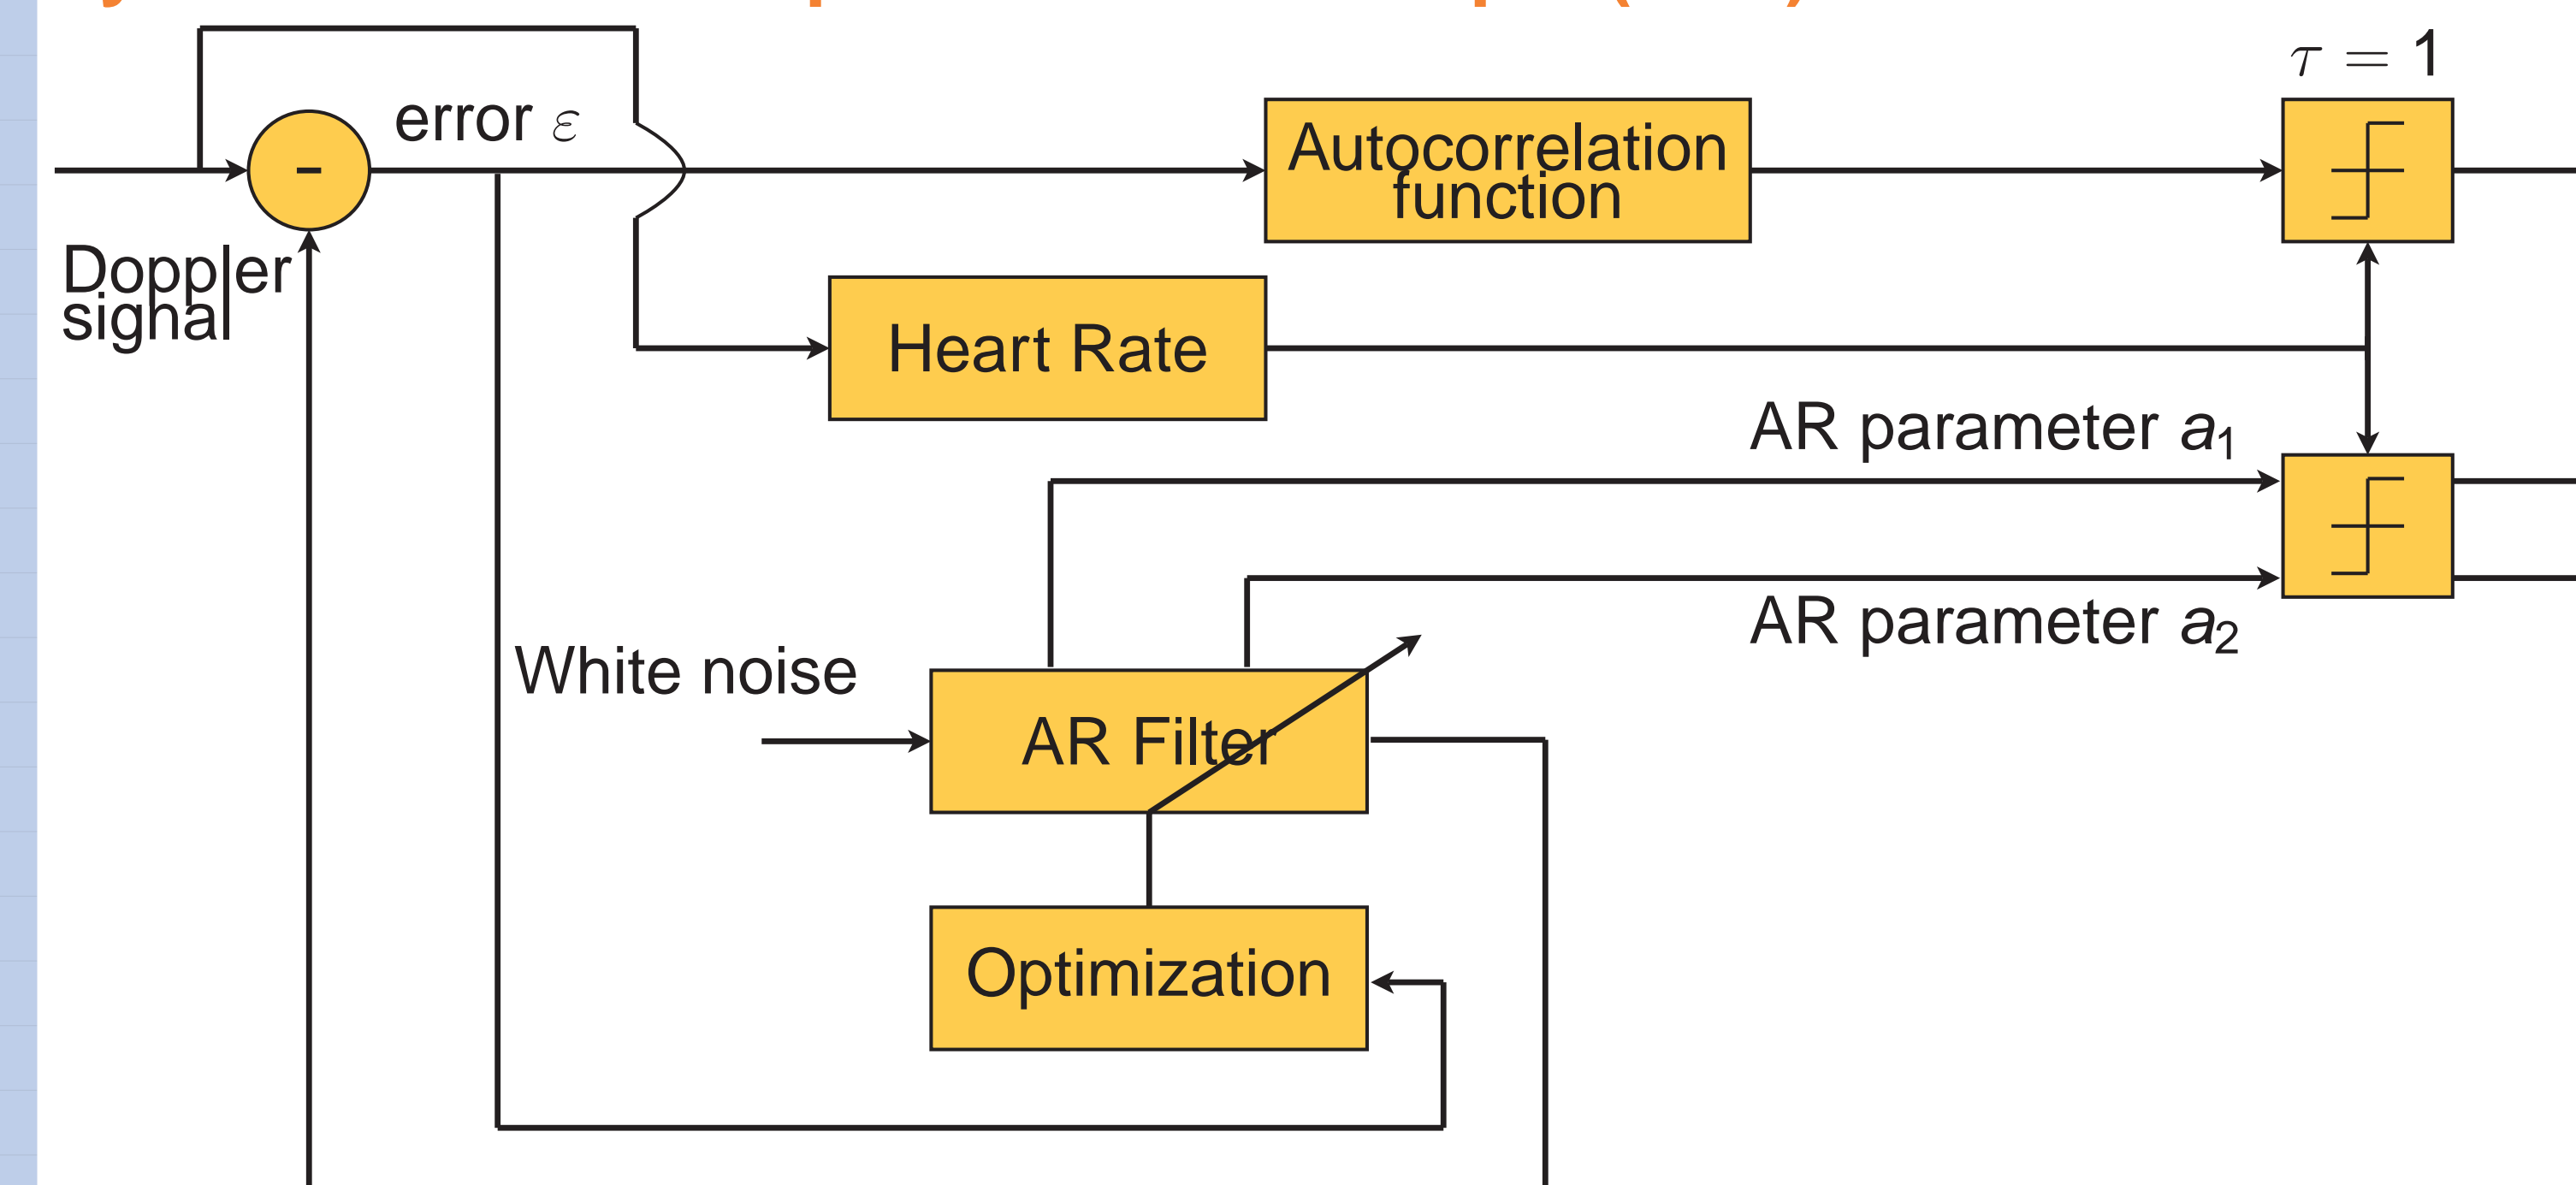 τ = 1
error ε
-
Autocorrelation
function
Doppler
signal
Heart Rate
AR parameter a₁
AR parameter a₂
White noise
AR Filter
Optimization